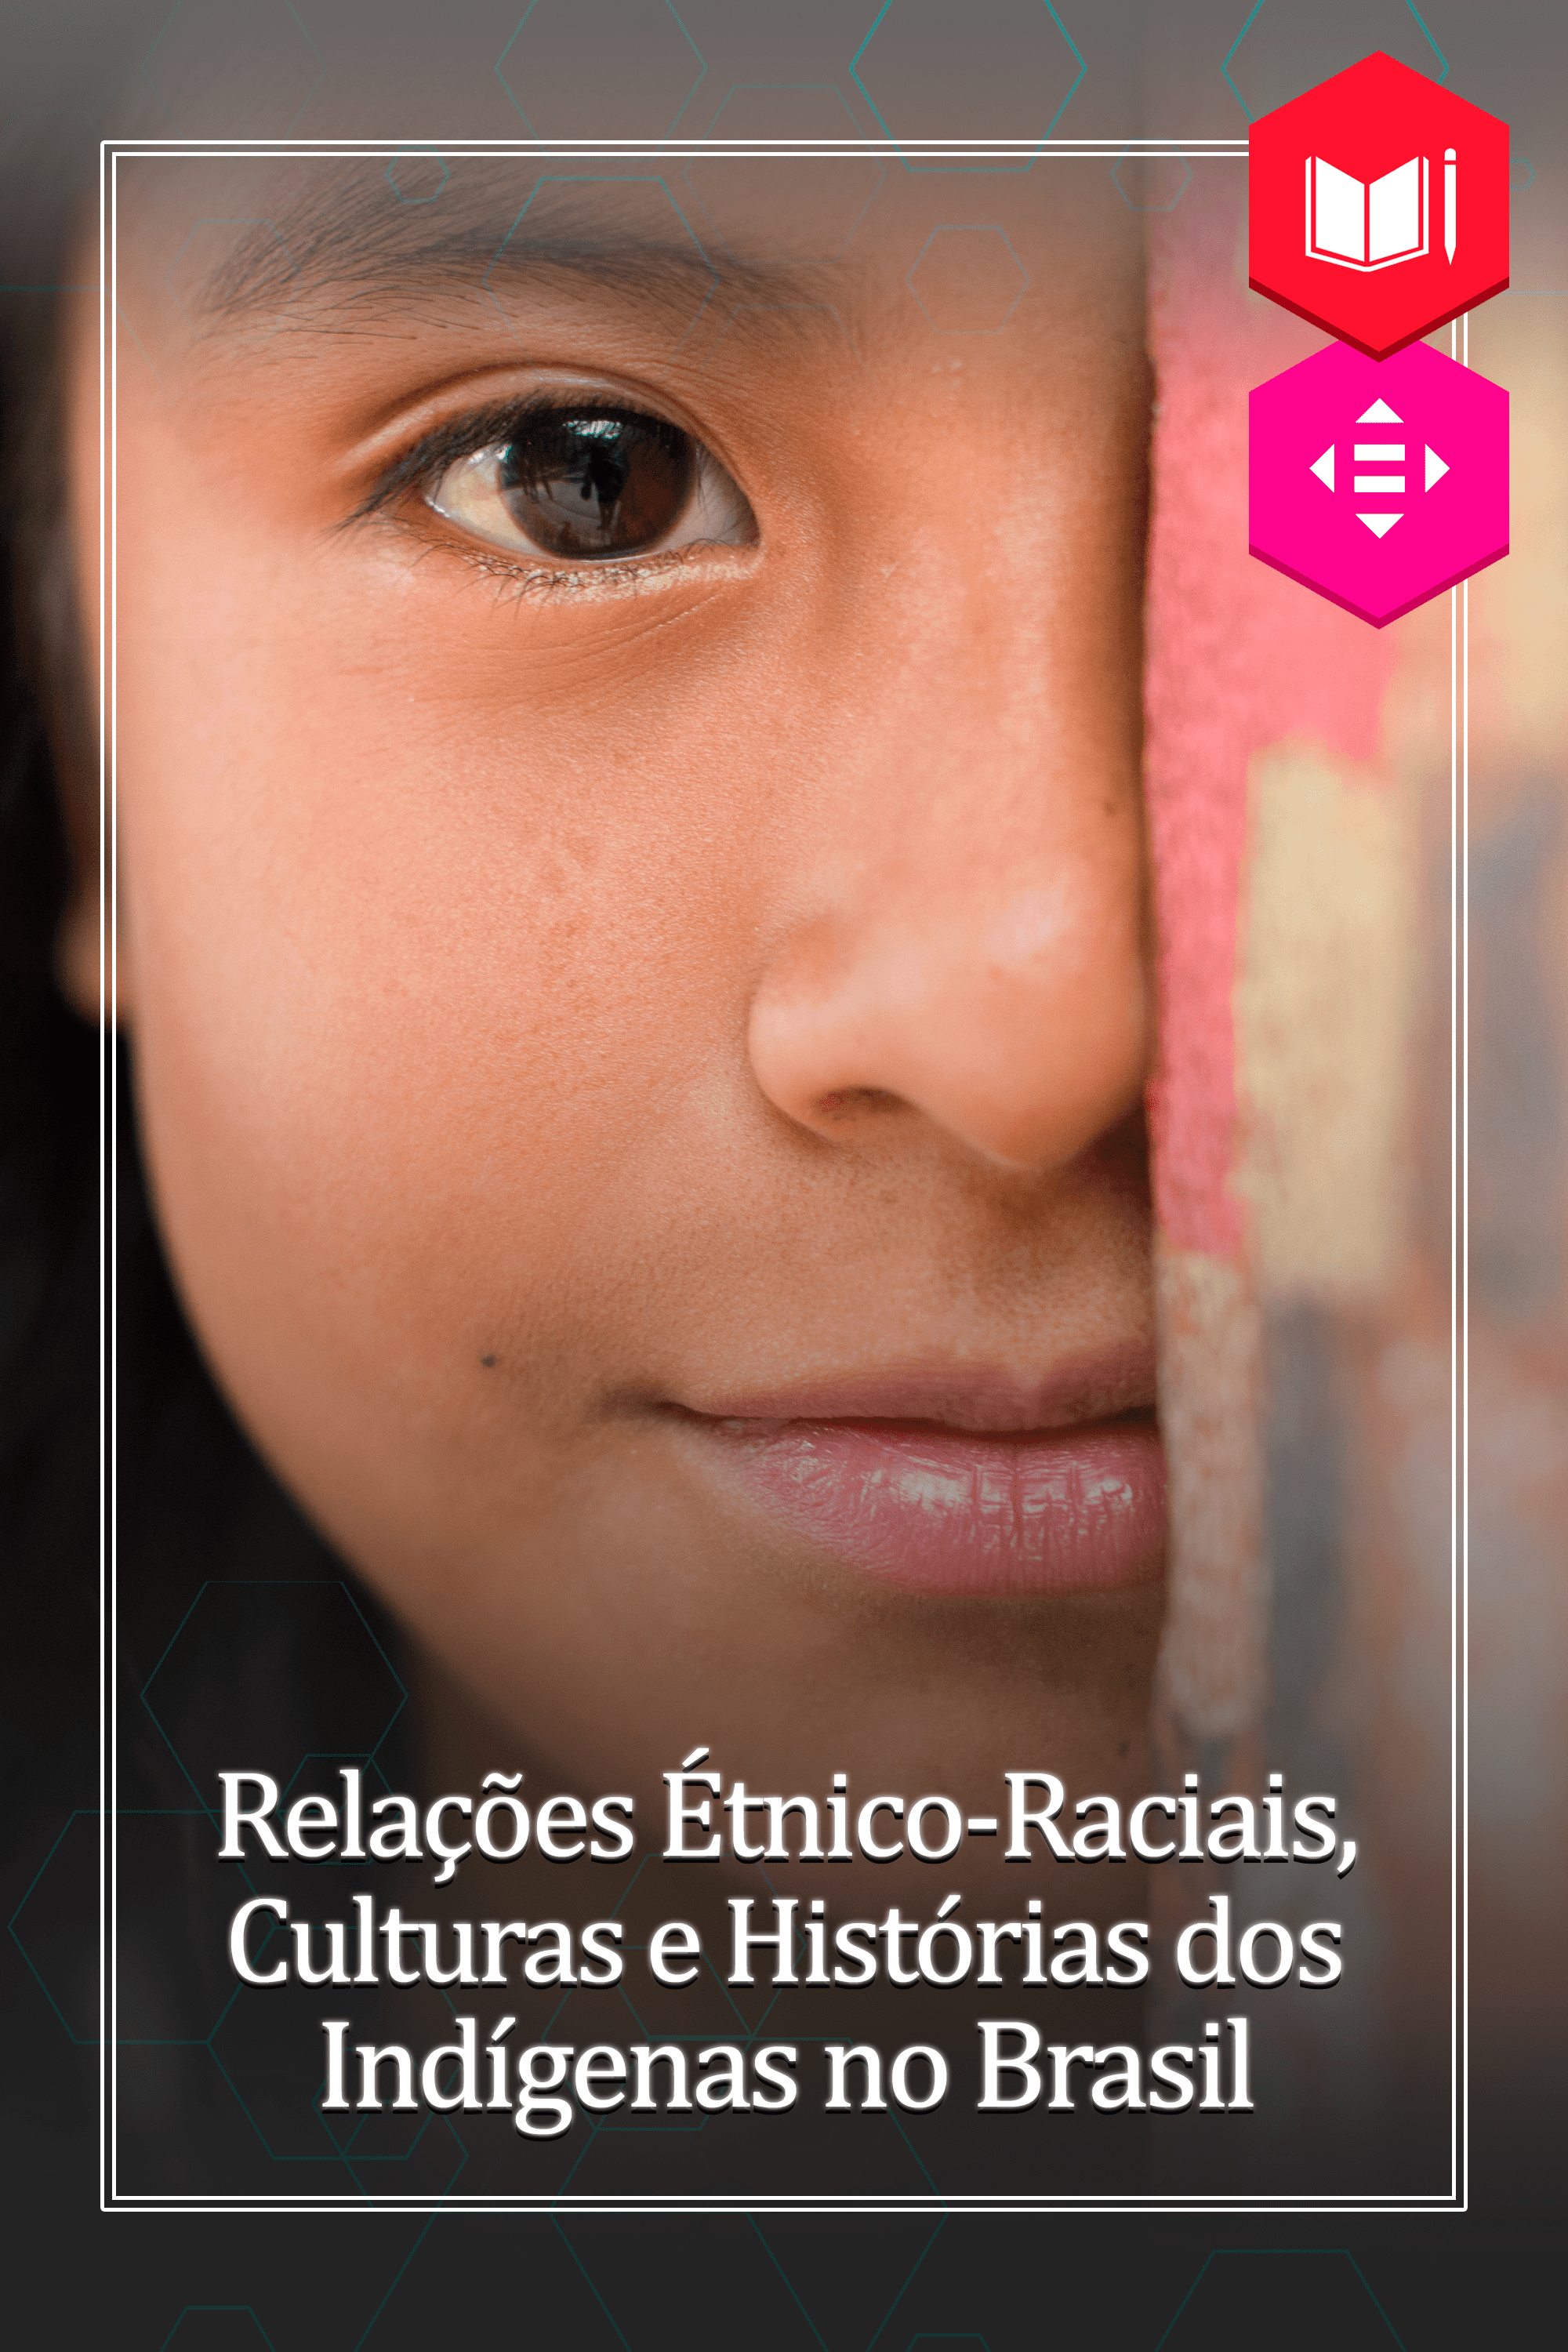 Relações Étnico-Raciais,
Culturas e Histórias dos
Indígenas no Brasil